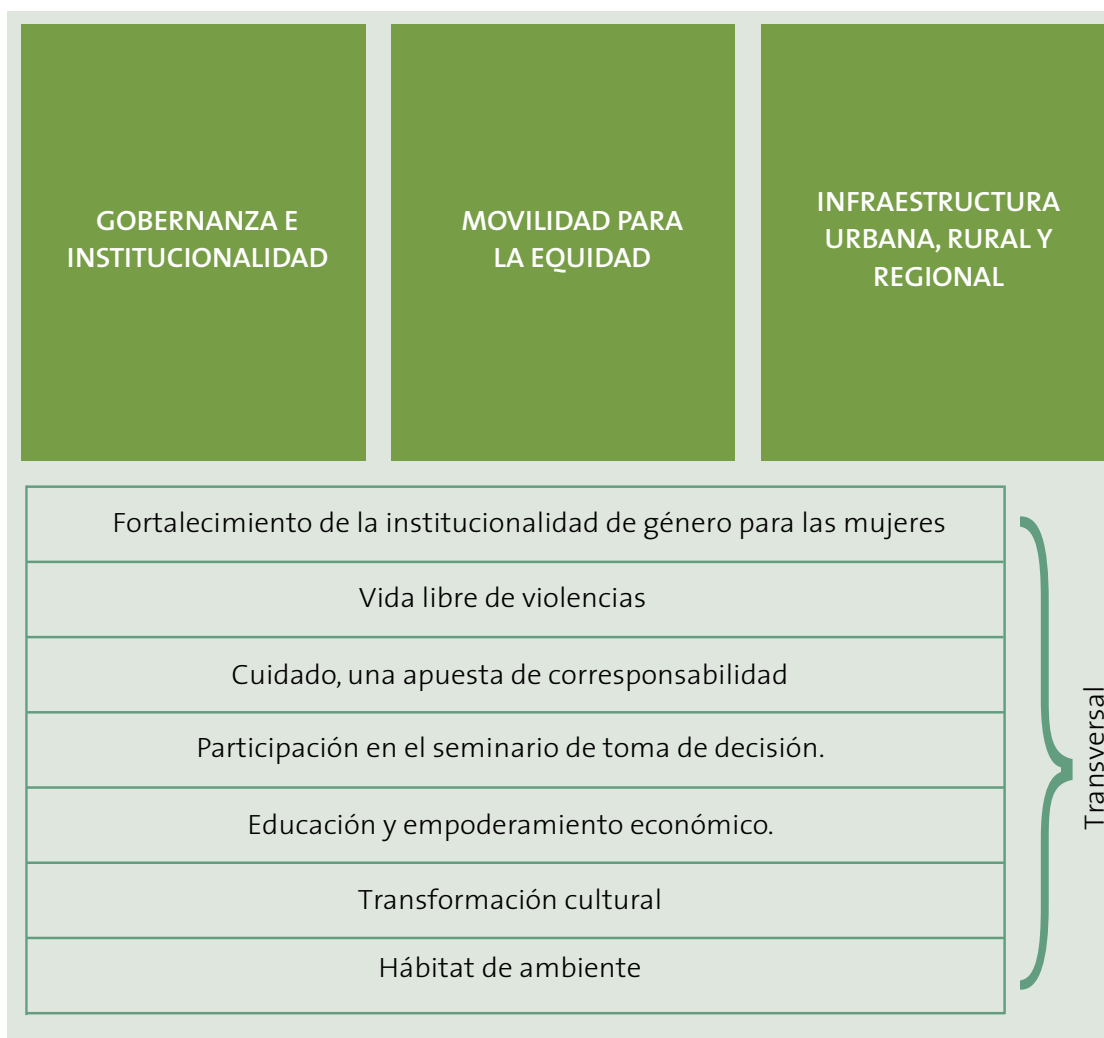 GOBERNANZA E
INSTITUCIONALIDAD
MOVILIDAD PARA
LA EQUIDAD
INFRAESTRUCTURA
URBANA, RURAL Y
REGIONAL
Fortalecimiento de la institucionalidad de género para las mujeres
Vida libre de violencias
Cuidado, una apuesta de corresponsabilidad
Participación en el seminario de toma de decisión.
Educación y empoderamiento económico.
Transformación cultural
Hábitat de ambiente
Transversal